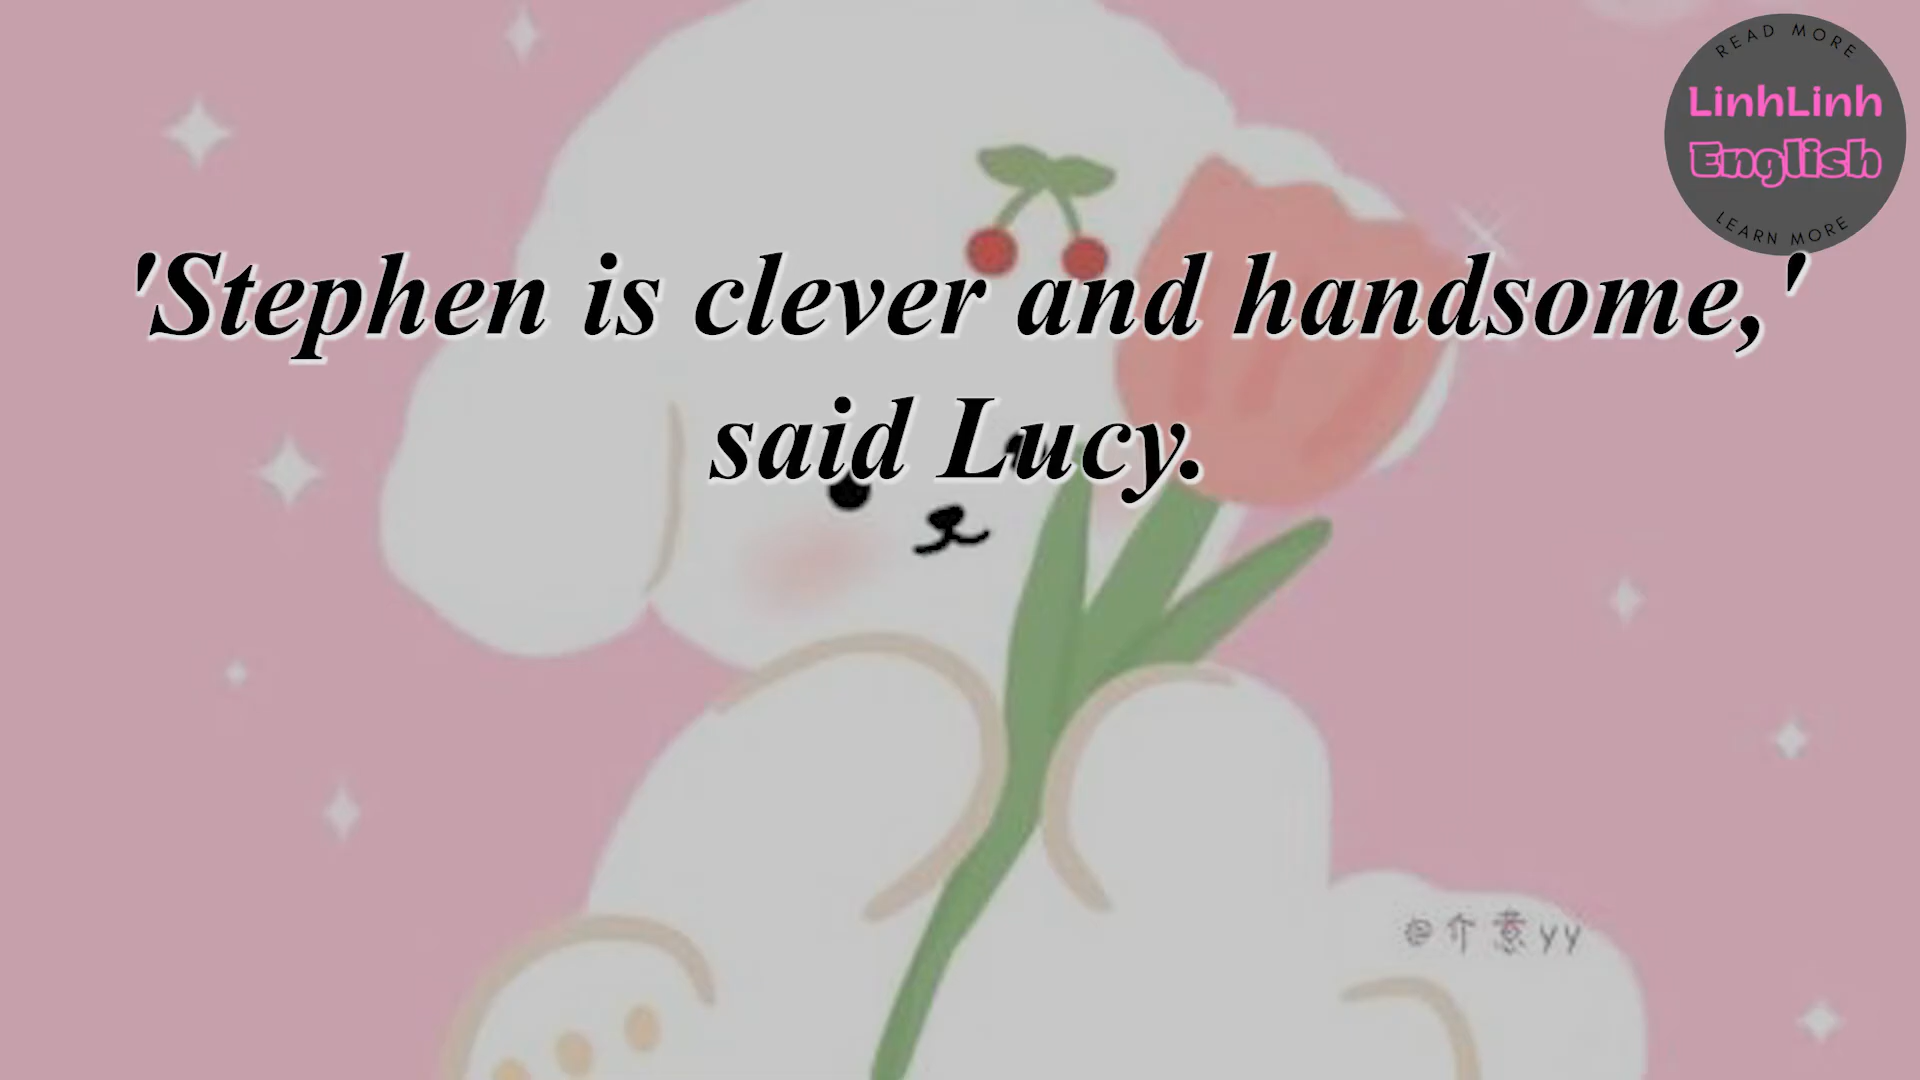 READ MORE
LinhLinh
English
LEARN MORE
'Stephen is clever and handsome,'
said Lucy.
@介意yy